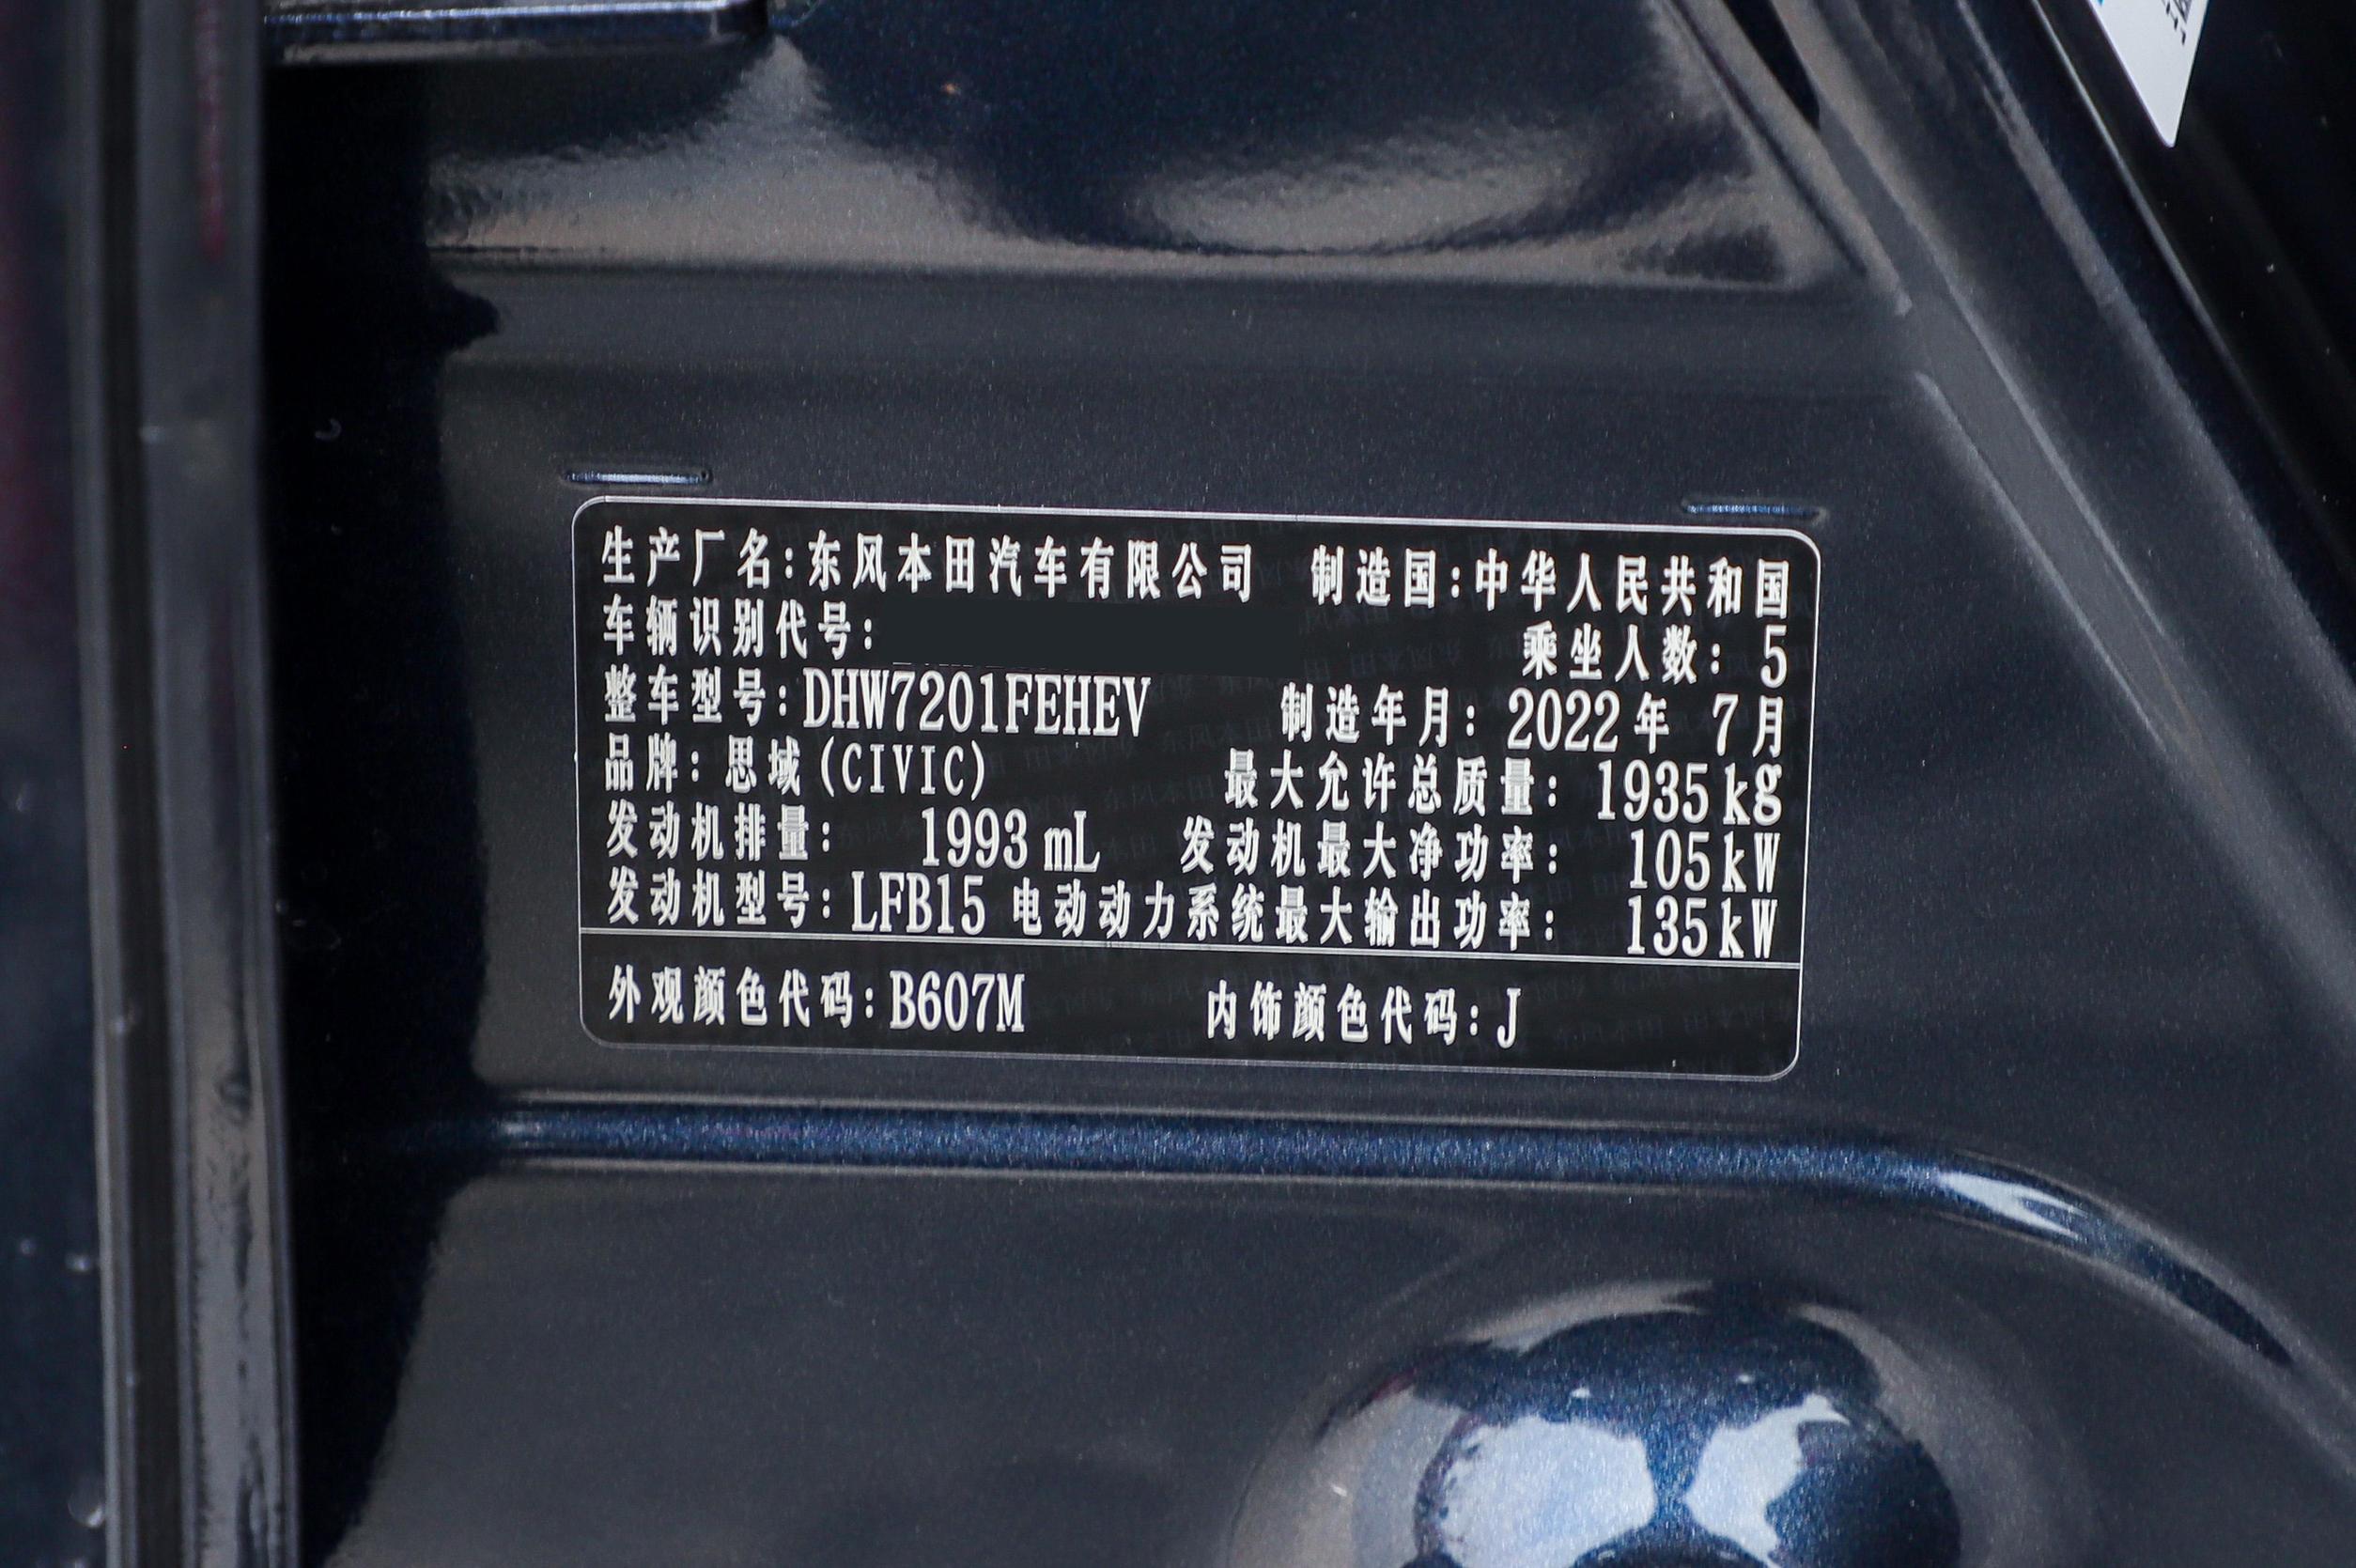 生产厂名:东风本田汽车有限公司 制造国:中华人民共和国
车辆识别代号: 乘坐人数: 5
整车型号:DHW7201FEHEV 制造年月: 2022年 7月
品牌: 思域(CIVIC) 最大允许总质量: 1935kg
发动机排量: 1993 mL 发动机最大净功率: 105kW
发动机型号: LFB15 电动动力系统最大输出功率: 135kW
外观颜色代码:B607M 内饰颜色代码:J